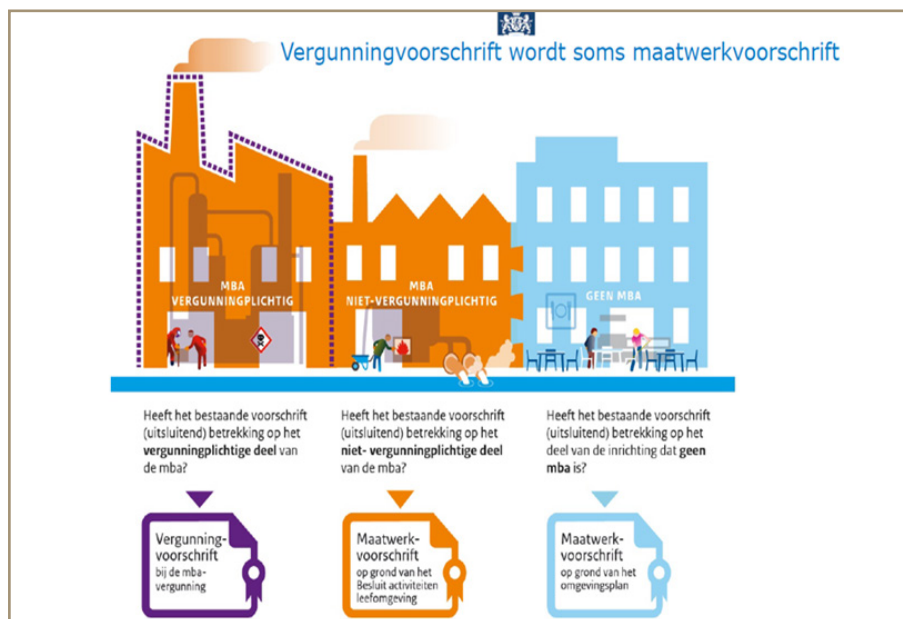 Vergunningvoorschrift wordt soms maatwerkvoorschrift
MBA
VERGUNNINGPLICHTIG
MBA
NIET-VERGUNNINGPLICHTIG
GEEN MBA
Heeft het bestaande voorschrift
(uitsluitend) betrekking op het
vergunningplichtige deel van
de mba?
Heeft het bestaande voorschrift
(uitsluitend) betrekking op het
niet- vergunningplichtige deel
van de mba?
Heeft het bestaande voorschrift
(uitsluitend) betrekking op het
deel van de inrichting dat geen
mba is?
Vergunning-
voorschrift
bij de mba-
vergunning
Maatwerk-
voorschrift
op grond van het
Besluit activiteiten
leefomgeving
Maatwerk-
voorschrift
op grond van het
omgevingsplan